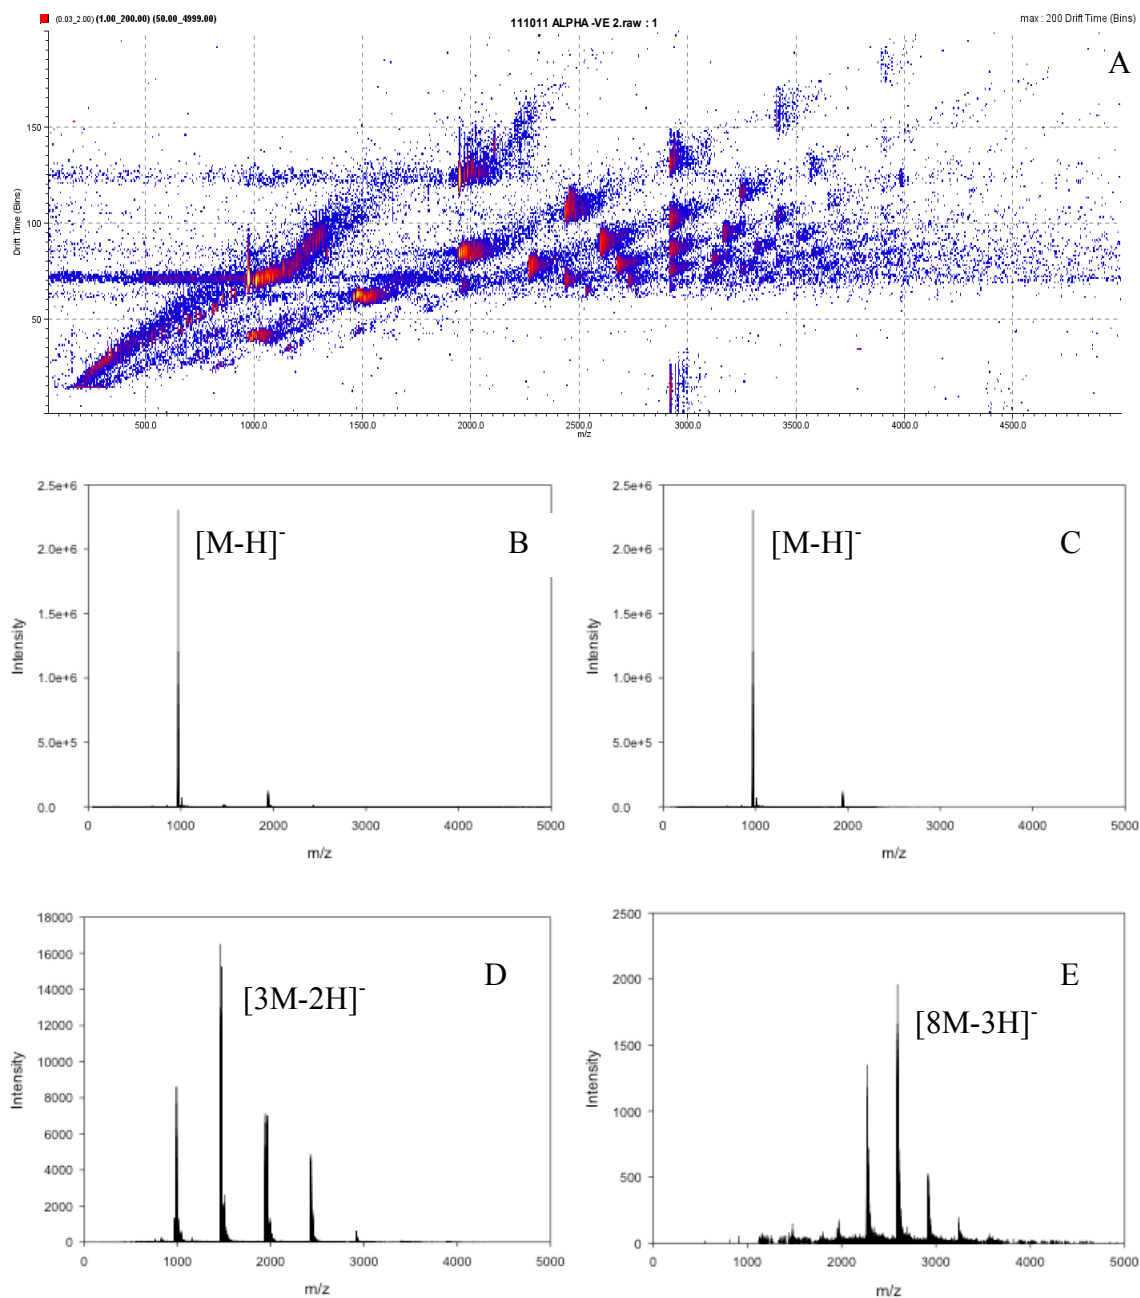 (0.03_2.00) (1.00_200.00) (50.00_4999.00)
111011 ALPHA -VE 2.raw : 1
max : 200 Drift Time (Bins)
A
150
100
50
Drift Time (Bins)
500.0 1000.0 1500.0 2000.0 2500.0 3000.0 3500.0 4000.0 4500.0
m/z
2.5e+6
2.0e+6
1.5e+6
1.0e+6
5.0e+5
0.0
Intensity
[M-H]-
B
0 1000 2000 3000 4000 5000
m/z
2.5e+6
2.0e+6
1.5e+6
1.0e+6
5.0e+5
0.0
Intensity
[M-H]-
C
0 1000 2000 3000 4000 5000
m/z
18000
16000
14000
12000
10000
8000
6000
4000
2000
0
Intensity
[3M-2H]-
D
0 1000 2000 3000 4000 5000
m/z
2500
2000
1500
1000
500
0
Intensity
[8M-3H]-
E
0 1000 2000 3000 4000 5000
m/z